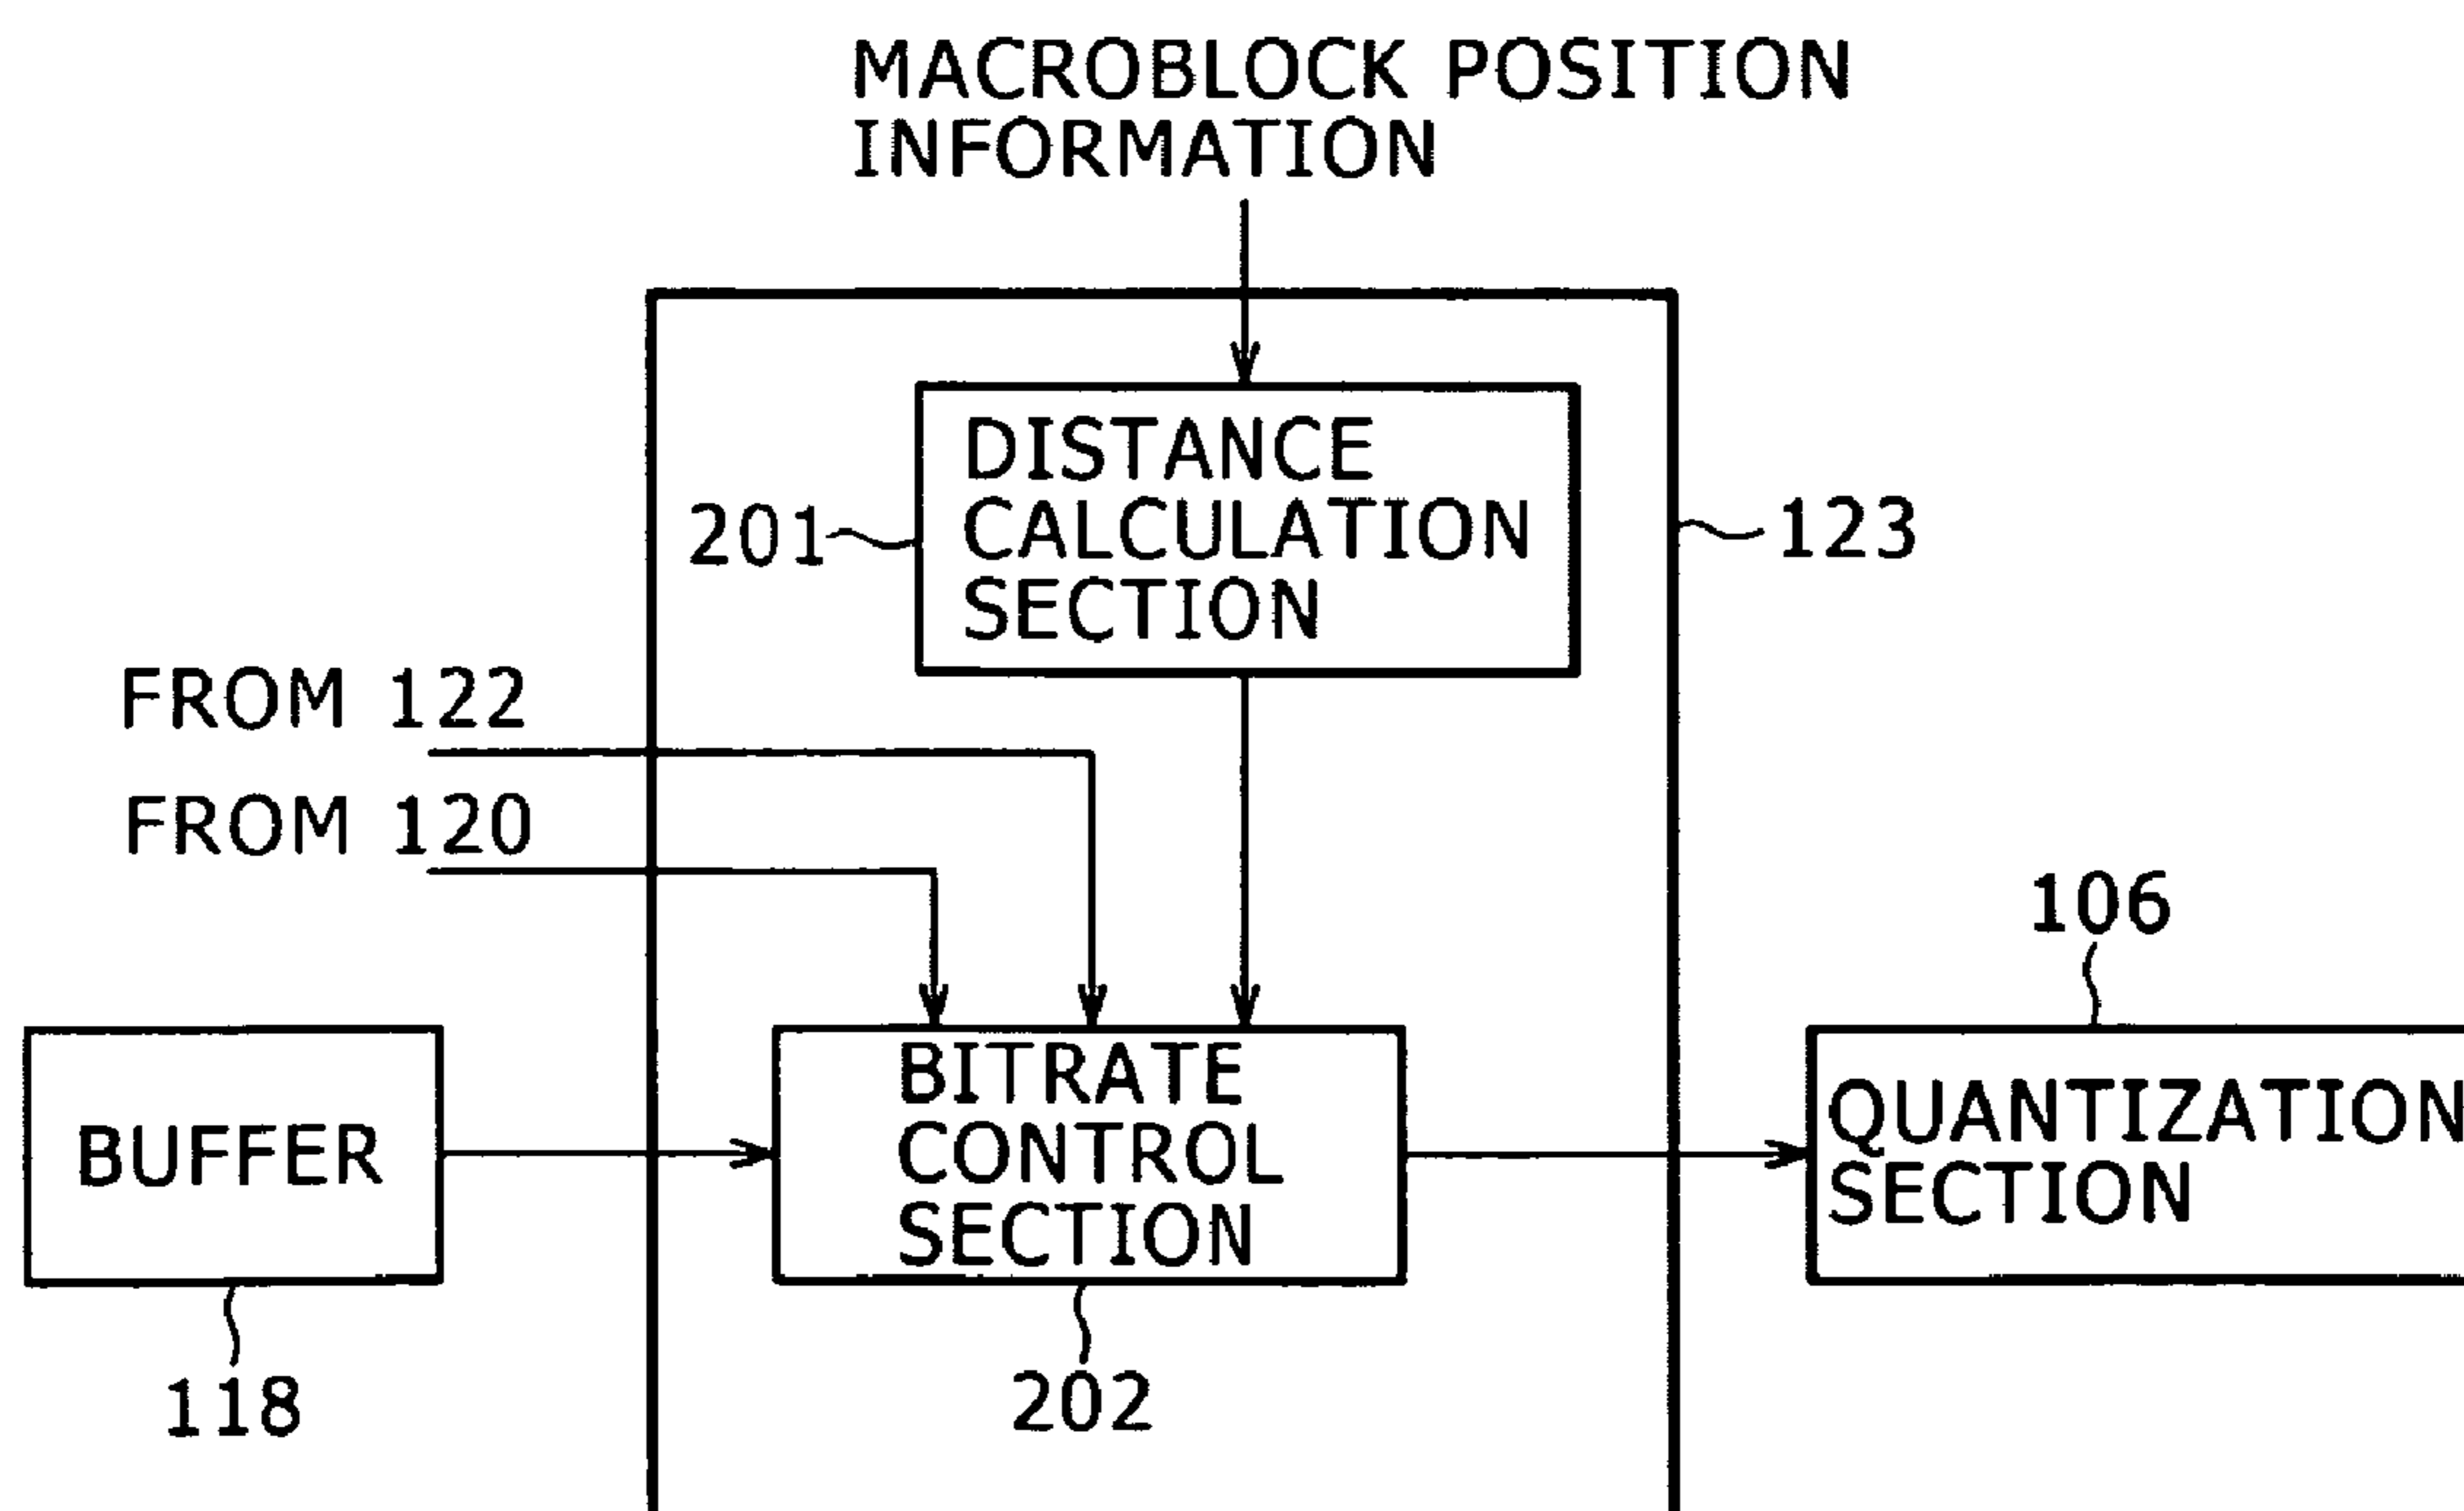 MACROBLOCK POSITION
INFORMATION
DISTANCE
CALCULATION
SECTION
201
123
FROM 122
FROM 120
106
BUFFER
BITRATE
CONTROL
SECTION
QUANTIZATION
SECTION
118
202